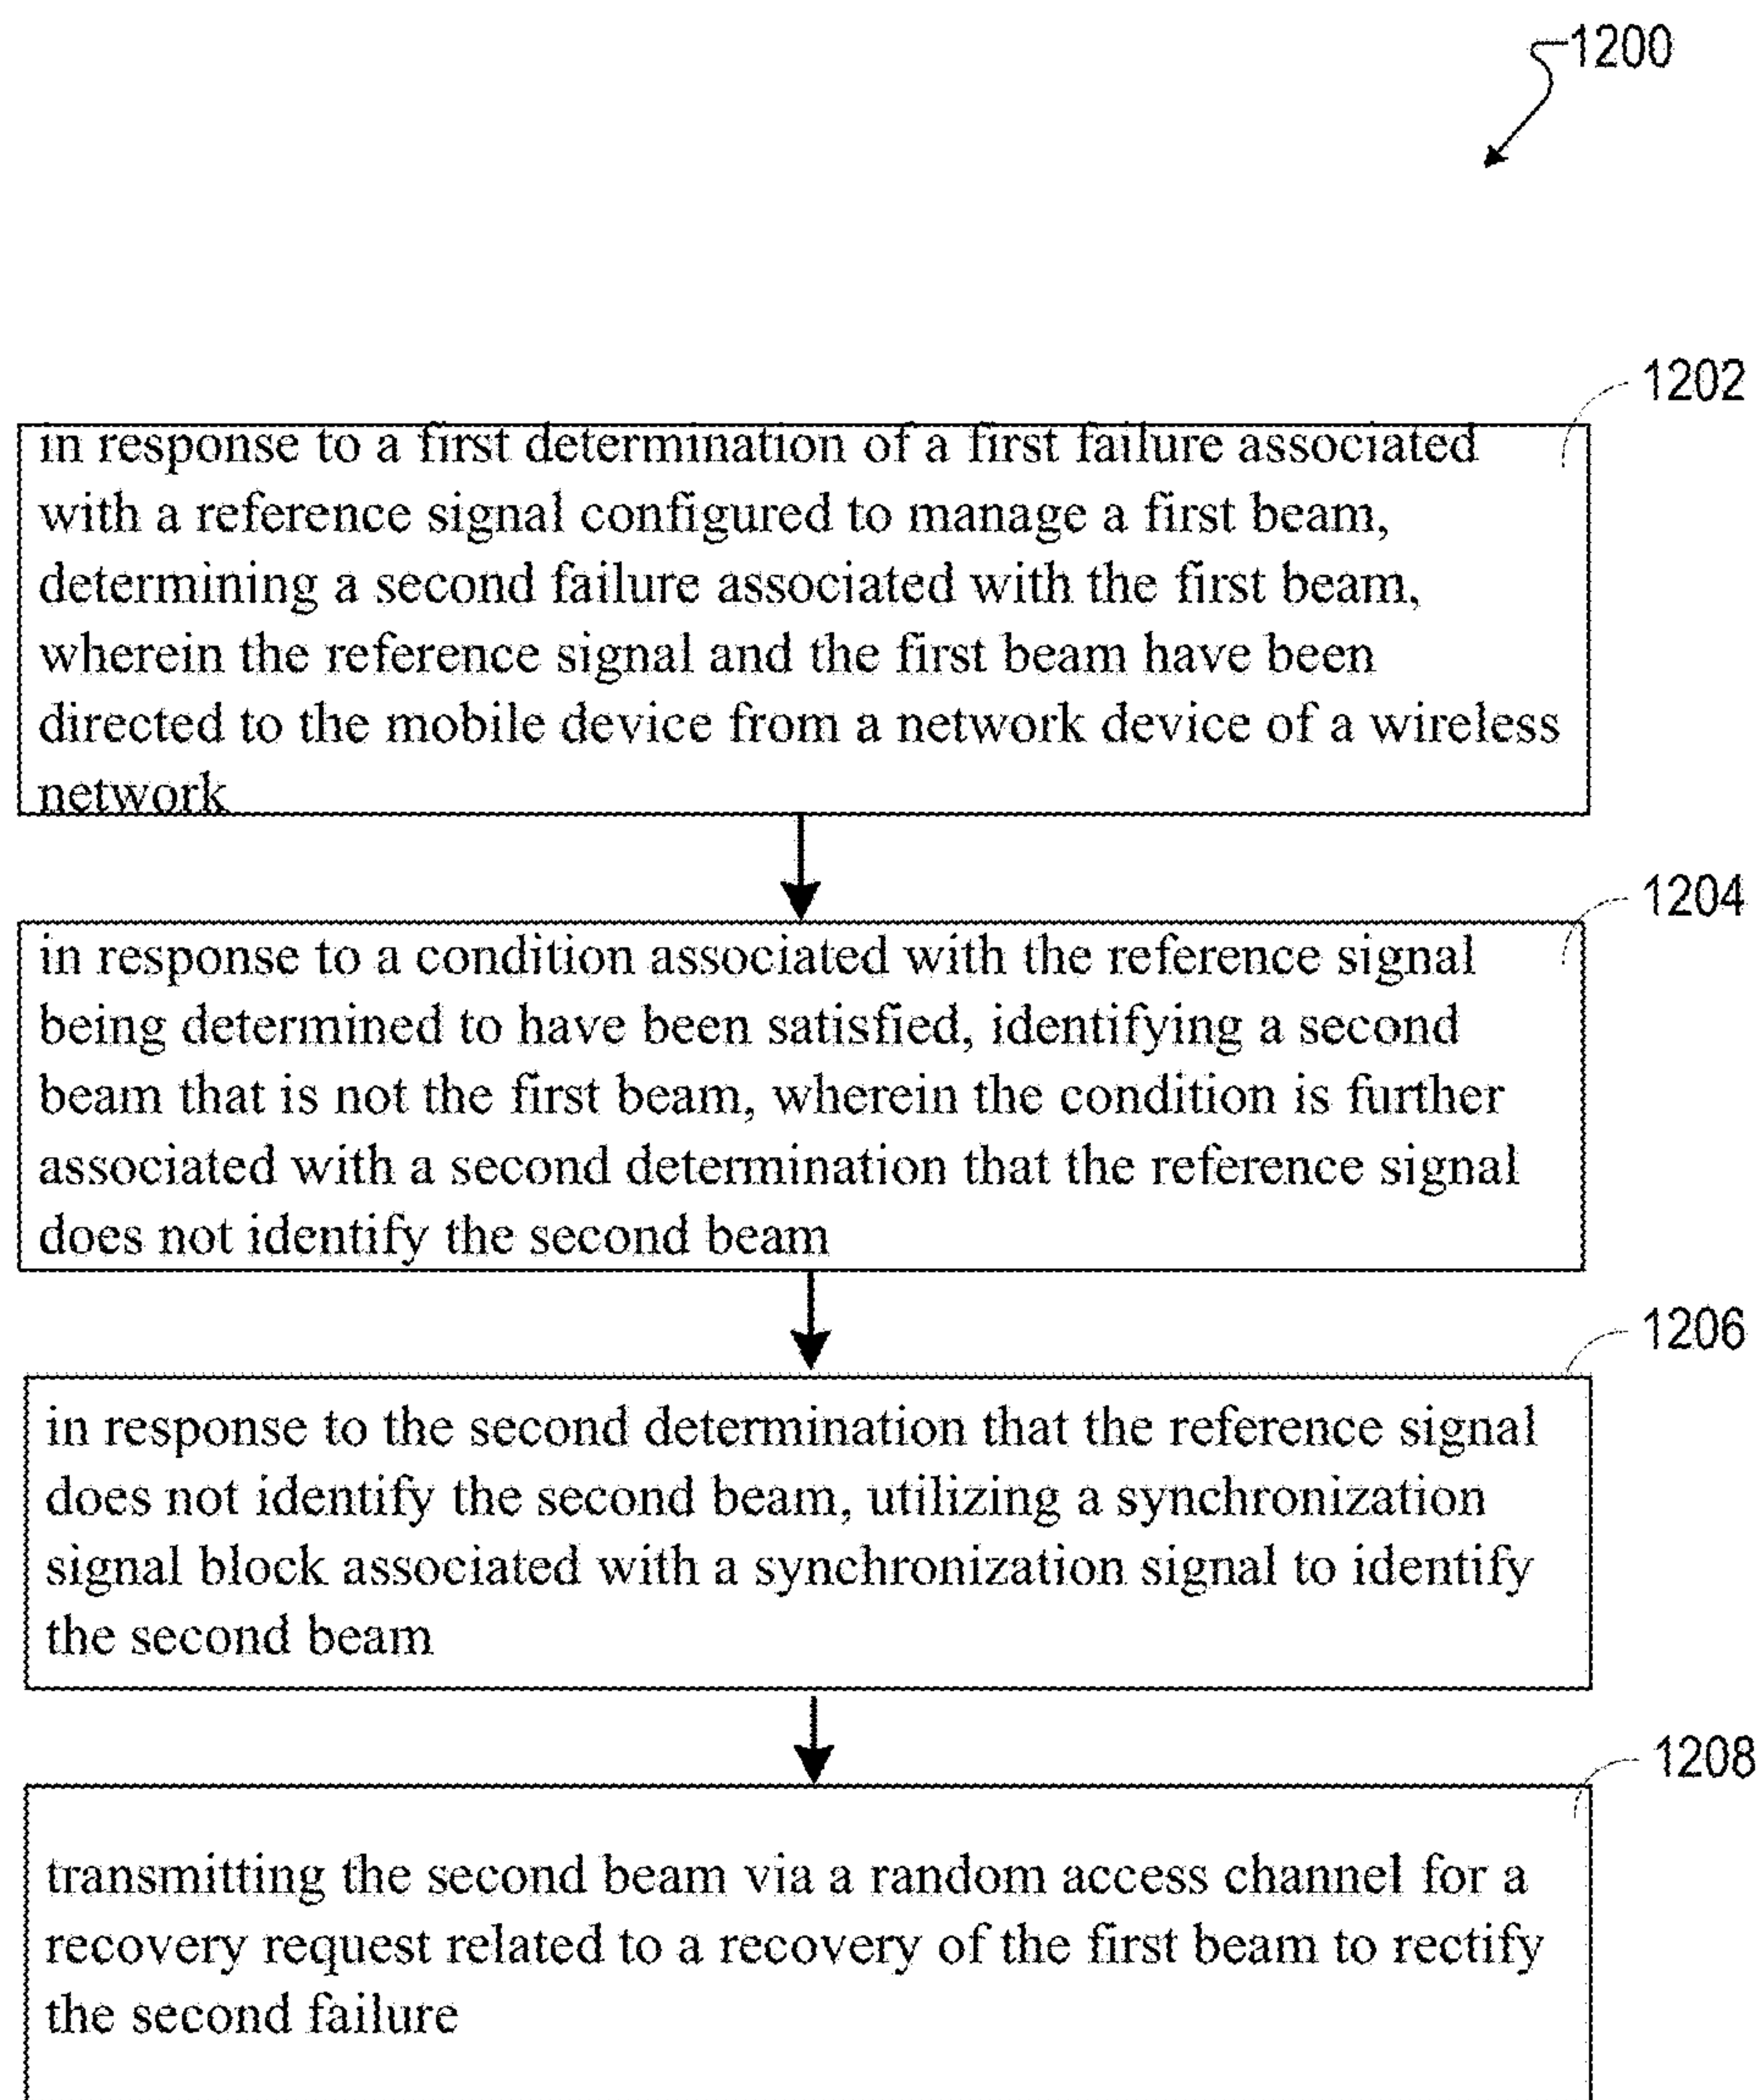 1200
1202
in response to a first determination of a first failure associated
with a reference signal configured to manage a first beam,
determining a second failure associated with the first beam,
wherein the reference signal and the first beam have been
directed to the mobile device from a network device of a wireless
network
1204
in response to a condition associated with the reference signal
being determined to have been satisfied, identifying a second
beam that is not the first beam, wherein the condition is further
associated with a second determination that the reference signal
does not identify the second beam
1206
in response to the second determination that the reference signal
does not identify the second beam, utilizing a synchronization
signal block associated with a synchronization signal to identify
the second beam
1208
transmitting the second beam via a random access channel for a
recovery request related to a recovery of the first beam to rectify
the second failure